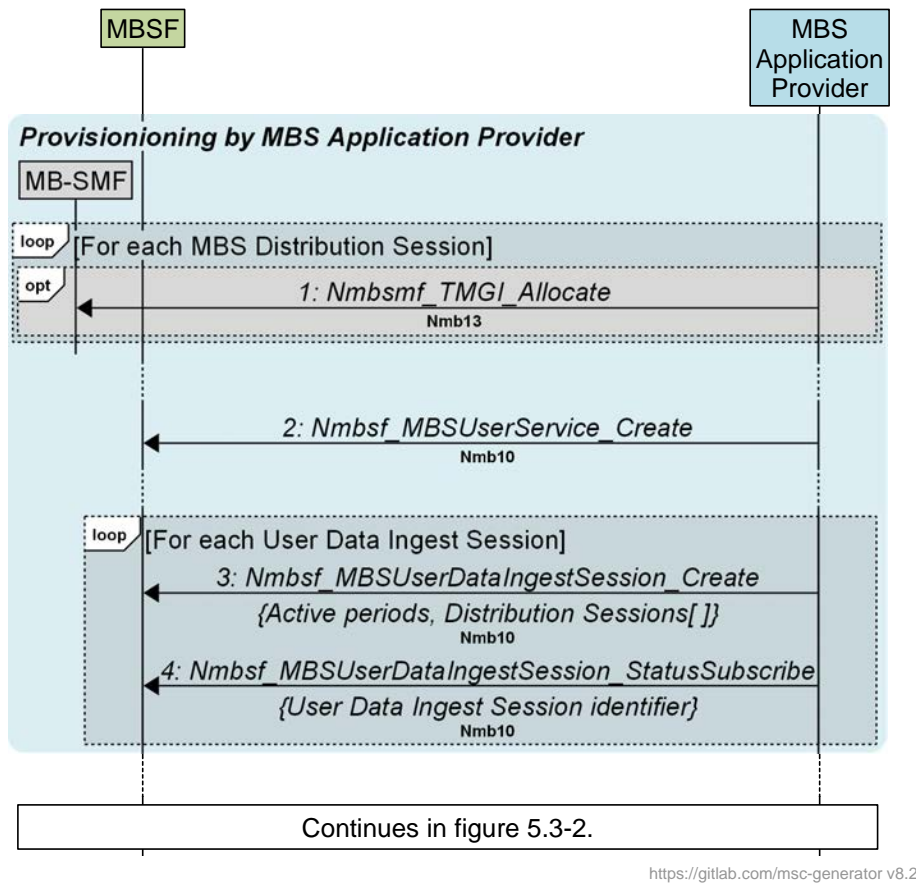 MBSF
MBS
Application
Provider
Provisionioning by MBS Application Provider
MB-SMF
loop
[For each MBS Distribution Session]
opt
1: Nmbsmf_TMGI_Allocate
Nmb13
2: Nmbsf_MBSUserService_Create
Nmb10
loop
[For each User Data Ingest Session]
3: Nmbsf_MBSUserDataIngestSession_Create
{Active periods, Distribution Sessions[ ]}
Nmb10
4: Nmbsf_MBSUserDataIngestSession_StatusSubscribe
{User Data Ingest Session identifier}
Nmb10
Continues in figure 5.3-2.
https://gitlab.com/msc-generator v8.2